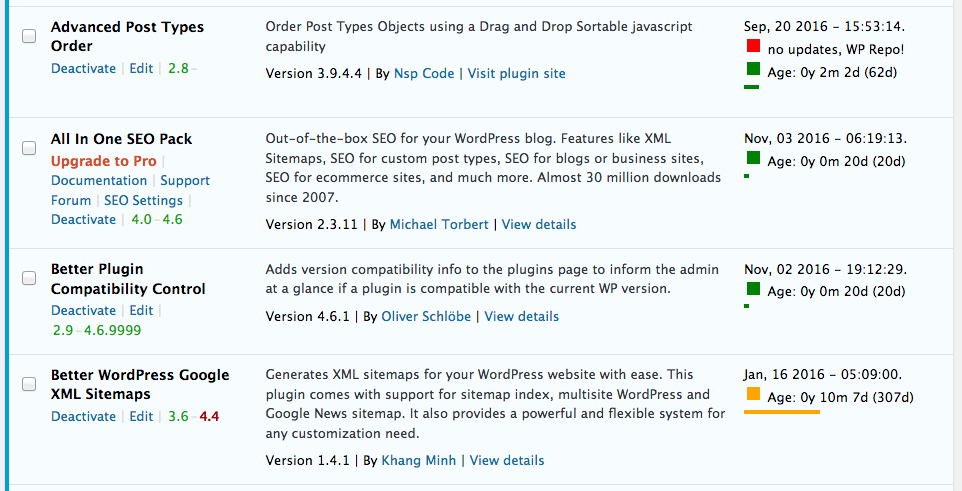 Advanced Post Types
Order
Deactivate | Edit | 2.8 –
Order Post Types Objects using a Drag and Drop Sortable javascript
capability
Version 3.9.4.4 | By Nsp Code | Visit plugin site
Sep, 20 2016 – 15:53:14.
no updates, WP Repo!
Age: 0y 2m 2d (62d)
All In One SEO Pack
Upgrade to Pro |
Documentation | Support
Forum | SEO Settings |
Deactivate | 4.0 – 4.6
Out-of-the-box SEO for your WordPress blog. Features like XML
Sitemaps, SEO for custom post types, SEO for blogs or business sites,
SEO for ecommerce sites, and much more. Almost 30 million downloads
since 2007.
Version 2.3.11 | By Michael Torbert | View details
Nov, 03 2016 – 06:19:13.
Age: 0y 0m 20d (20d)
Better Plugin
Compatibility Control
Deactivate | Edit |
2.9 – 4.6.9999
Adds version compatibility info to the plugins page to inform the admin
at a glance if a plugin is compatible with the current WP version.
Version 4.6.1 | By Oliver Schlöbe | View details
Nov, 02 2016 – 19:12:29.
Age: 0y 0m 20d (20d)
Better WordPress Google
XML Sitemaps
Deactivate | Edit | 3.6 – 4.4
Generates XML sitemaps for your WordPress website with ease. This
plugin comes with support for sitemap index, multisite WordPress and
Google News sitemap. It also provides a powerful and flexible system for
any customization need.
Version 1.4.1 | By Khang Minh | View details
Jan, 16 2016 – 05:09:00.
Age: 0y 10m 7d (307d)